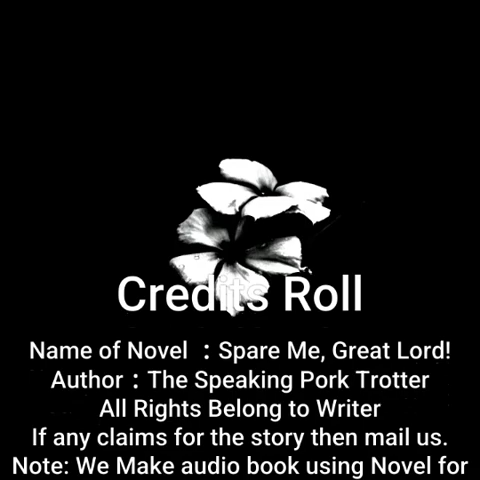 Credits Roll
Name of Novel : Spare Me, Great Lord!
Author : The Speaking Pork Trotter
All Rights Belong to Writer
If any claims for the story then mail us.
Note: We Make audio book using Novel for